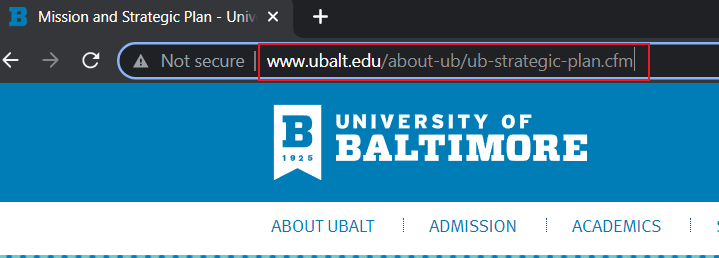 B Mission and Strategic Plan - Univ
Not secure | www.ubalt.edu/about-ub/ub-strategic-plan.cfm
B
1925
UNIVERSITY OF
BALTIMORE
ABOUT UBALT ADMISSION ACADEMICS